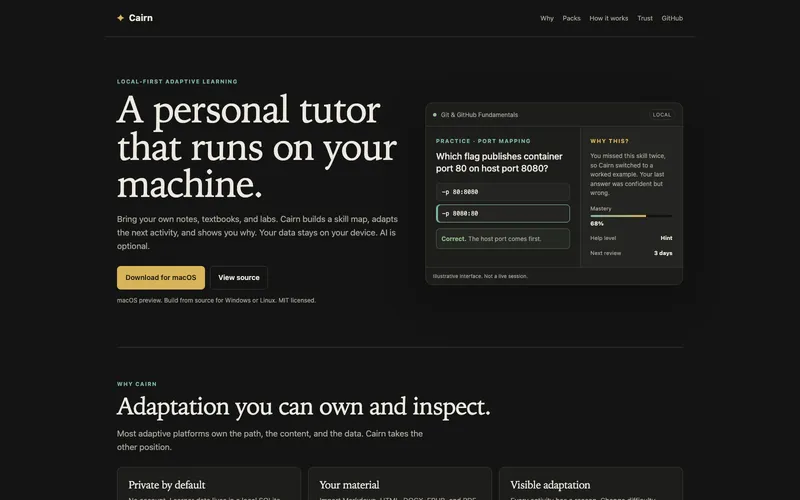 Cairn
Why Packs How it works Trust GitHub
LOCAL-FIRST ADAPTIVE LEARNING
A personal tutor
that runs on your
machine.
Bring your own notes, textbooks, and labs. Cairn builds a skill map, adapts
the next activity, and shows you why. Your data stays on your device. AI is
optional.
Download for macOS
View source
macOS preview. Build from source for Windows or Linux. MIT licensed.
Git & GitHub Fundamentals
LOCAL
PRACTICE · PORT MAPPING
Which flag publishes container
port 80 on host port 8080?
-p 80:8080
-p 8080:80
Correct. The host port comes first.
WHY THIS?
You missed this skill twice,
so Cairn switched to a
worked example. Your last
answer was confident but
wrong.
Mastery
68%
Help level Hint
Next review 3 days
Illustrative interface. Not a live session.
WHY CAIRN
Adaptation you can own and inspect.
Most adaptive platforms own the path, the content, and the data. Cairn takes the
other position.
Private by default
Your material
Visible adaptation